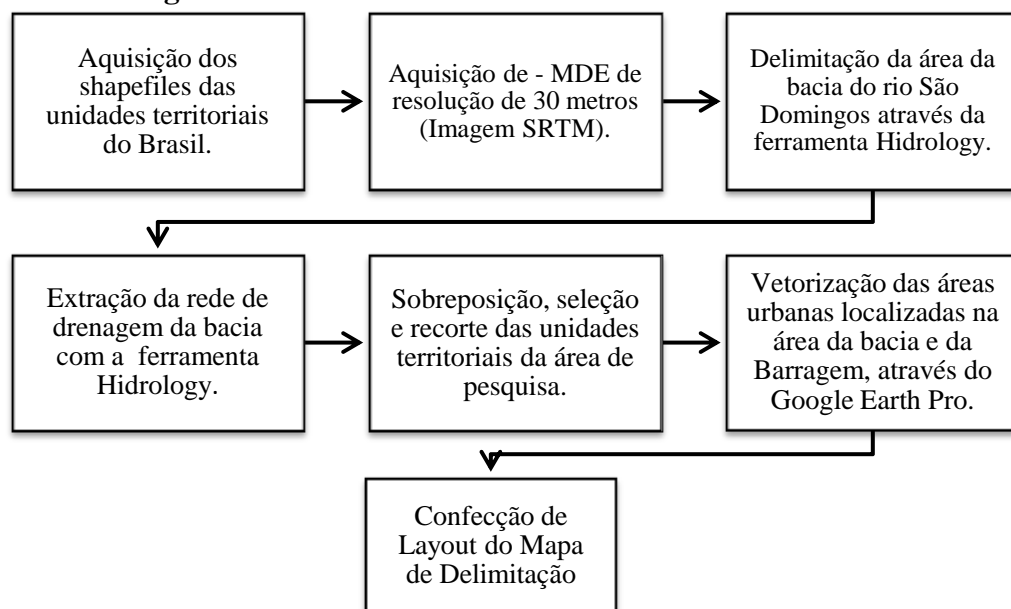 Aquisição dos
shapefiles das
unidades territoriais
do Brasil.
Aquisição de - MDE de
resolução de 30 metros
(Imagem SRTM).
Delimitação da área da
bacia do rio São
Domingos através da
ferramenta Hidrology.
Extração da rede de
drenagem da bacia
com a ferramenta
Hidrology.
Sobreposição, seleção
e recorte das unidades
territoriais da área de
pesquisa.
Vetorização das áreas
urbanas localizadas na
área da bacia e da
Barragem, através do
Google Earth Pro.
Confecção de
Layout do Mapa
de Delimitação